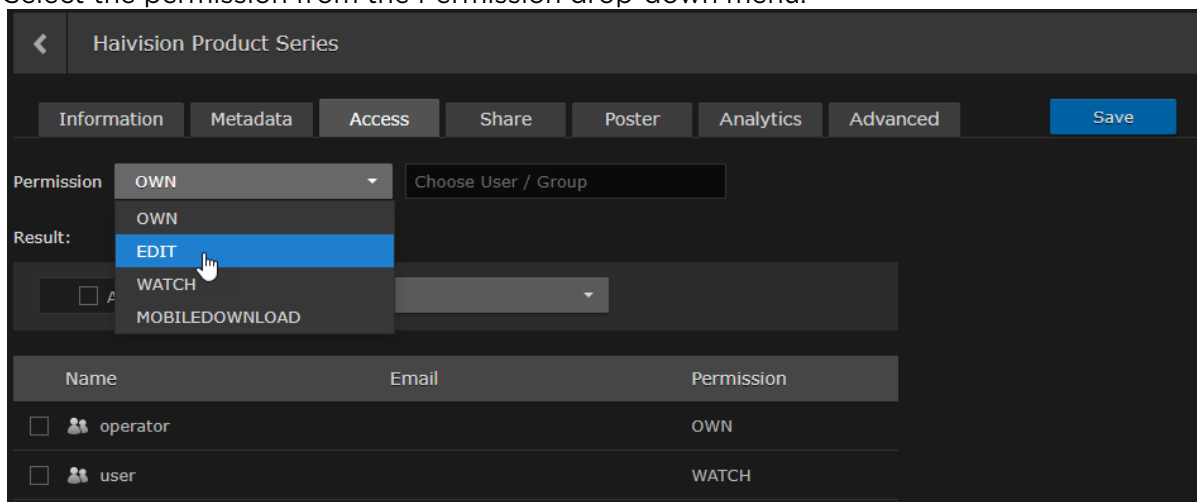 Select the permission from the Permission drop-down menu.
Haivision Product Series
Information Metadata Access Share Poster Analytics Advanced Save
Permission OWN Choose User / Group
OWN
Result:
EDIT
WATCH
MOBILEDOWNLOAD
Name Email Permission
operator OWN
user WATCH